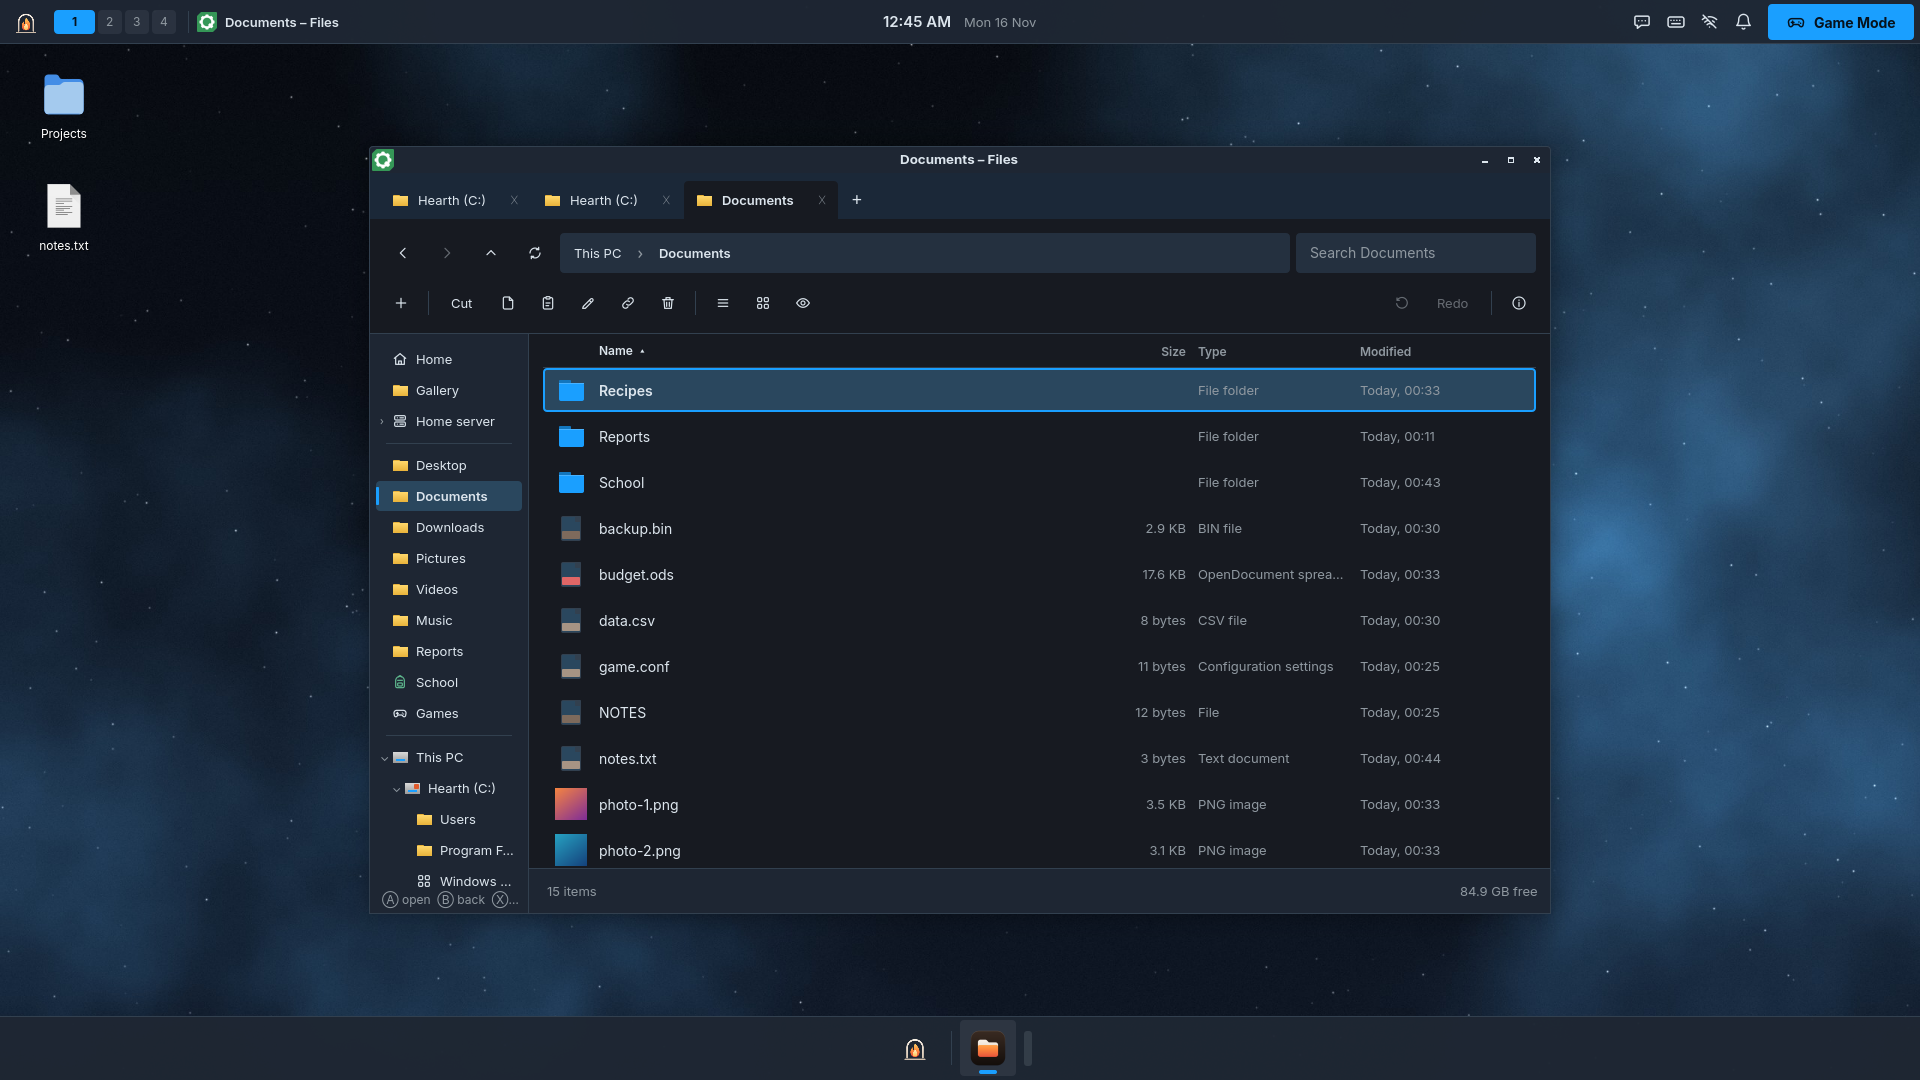 1 2 3 4 Documents – Files 12:45 AM Mon 16 Nov Game Mode
Projects
notes.txt
Documents – Files
Hearth (C:) X Hearth (C:) X Documents X +
This PC › Documents Search Documents
Cut Redo
Home
Gallery
Home server
Desktop
Documents
Downloads
Pictures
Videos
Music
Reports
School
Games
This PC
Hearth (C:)
Users
Program F...
Windows ...
A open B back X...
Name Size Type Modified
Recipes File folder Today, 00:33
Reports File folder Today, 00:11
School File folder Today, 00:43
backup.bin 2.9 KB BIN file Today, 00:30
budget.ods 17.6 KB OpenDocument sprea... Today, 00:33
data.csv 8 bytes CSV file Today, 00:30
game.conf 11 bytes Configuration settings Today, 00:25
NOTES 12 bytes File Today, 00:25
notes.txt 3 bytes Text document Today, 00:44
photo-1.png 3.5 KB PNG image Today, 00:33
photo-2.png 3.1 KB PNG image Today, 00:33
15 items 84.9 GB free